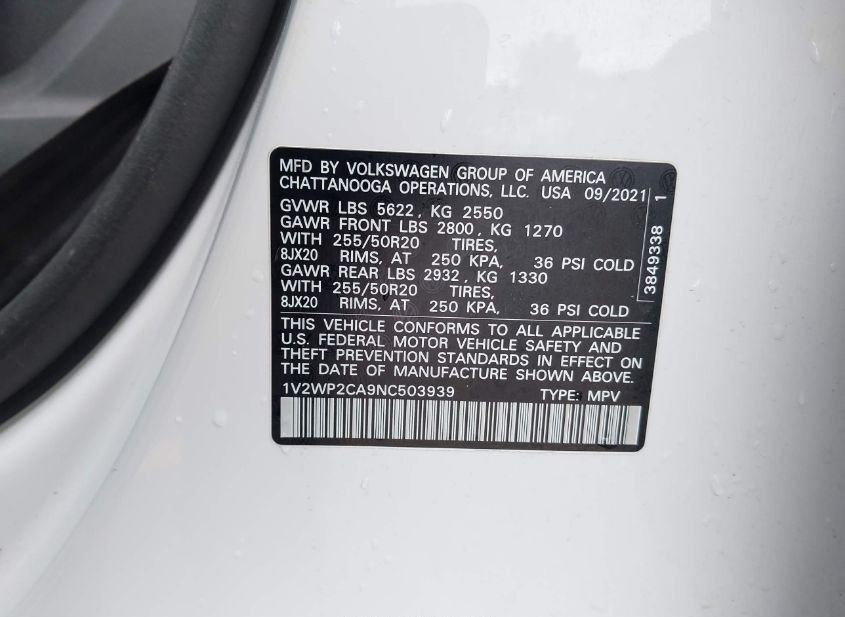 MFD BY VOLKSWAGEN GROUP OF AMERICA
CHATTANOOGA OPERATIONS, LLC. USA 09/2021
GVWR LBS 5622, KG 2550
GAWR FRONT LBS 2800, KG 1270
WITH 255/50R20 TIRES,
8JX20 RIMS, AT 250 KPA, 36 PSI COLD
GAWR REAR LBS 2932, KG 1330
WITH 255/50R20 TIRES,
8JX20 RIMS, AT 250 KPA, 36 PSI COLD
3849338 1
THIS VEHICLE CONFORMS TO ALL APPLICABLE
U.S. FEDERAL MOTOR VEHICLE SAFETY AND
THEFT PREVENTION STANDARDS IN EFFECT ON
THE DATE OF MANUFACTURE SHOWN ABOVE.
1V2WP2CA9NC503939 TYPE: MPV